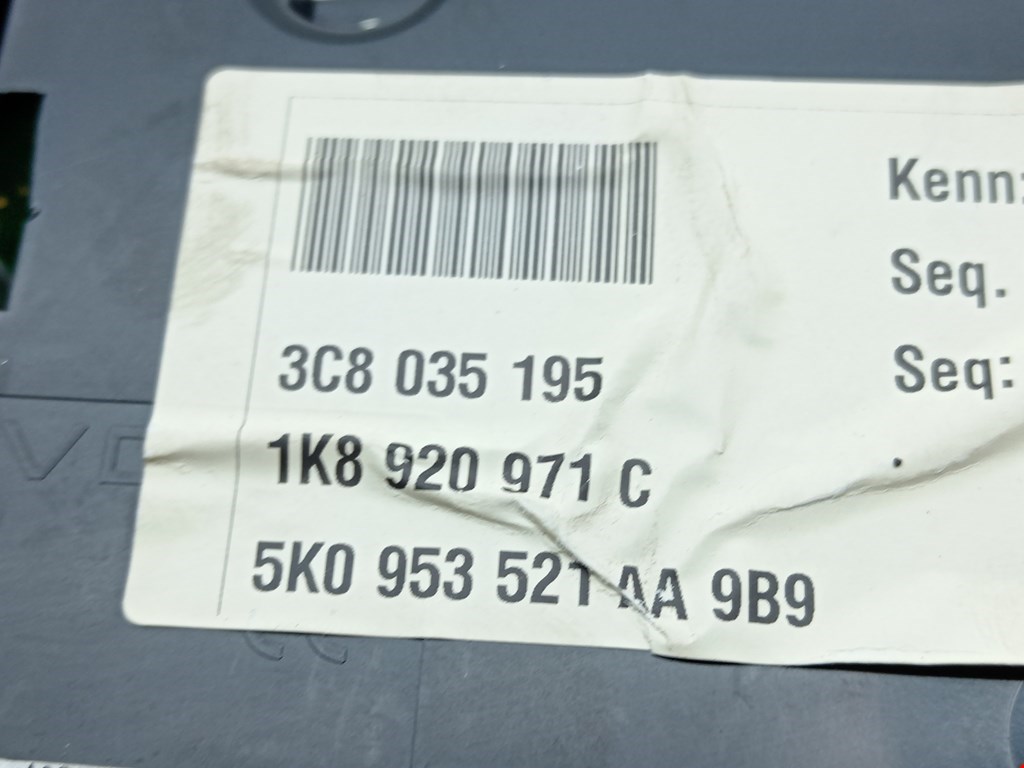 3C8 035 195
1K8 920 971 C
5K0 953 521 AA 9B9
Kenn:
Seq.
Seq: